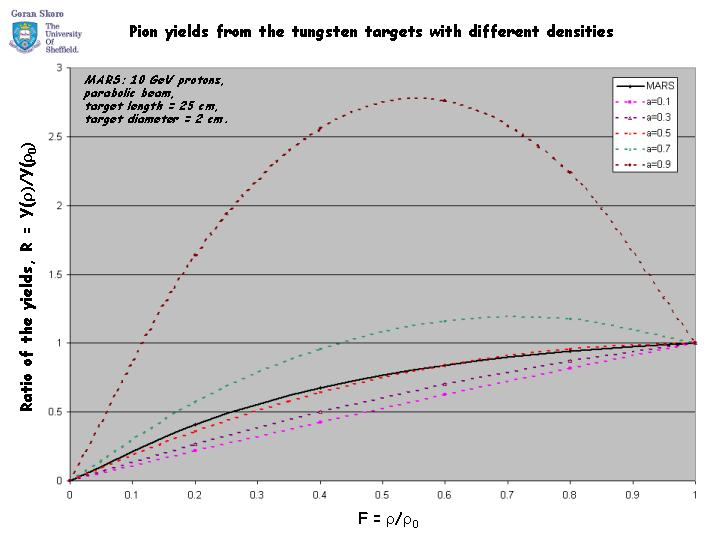 Goran Skoro
The
University
Of
Sheffield.
Pion yields from the tungsten targets with different densities
MARS: 10 GeV protons,
parabolic beam,
target length = 25 cm,
target diameter = 2 cm.
MARS
a=0.1
a=0.3
a=0.5
a=0.7
a=0.9
Ratio of the yields, R = Y(ρ)/Y(ρ0)
3
2.5
2
1.5
1
0.5
0
0 0.1 0.2 0.3 0.4 0.5 0.6 0.7 0.8 0.9 1
F = ρ/ρ0